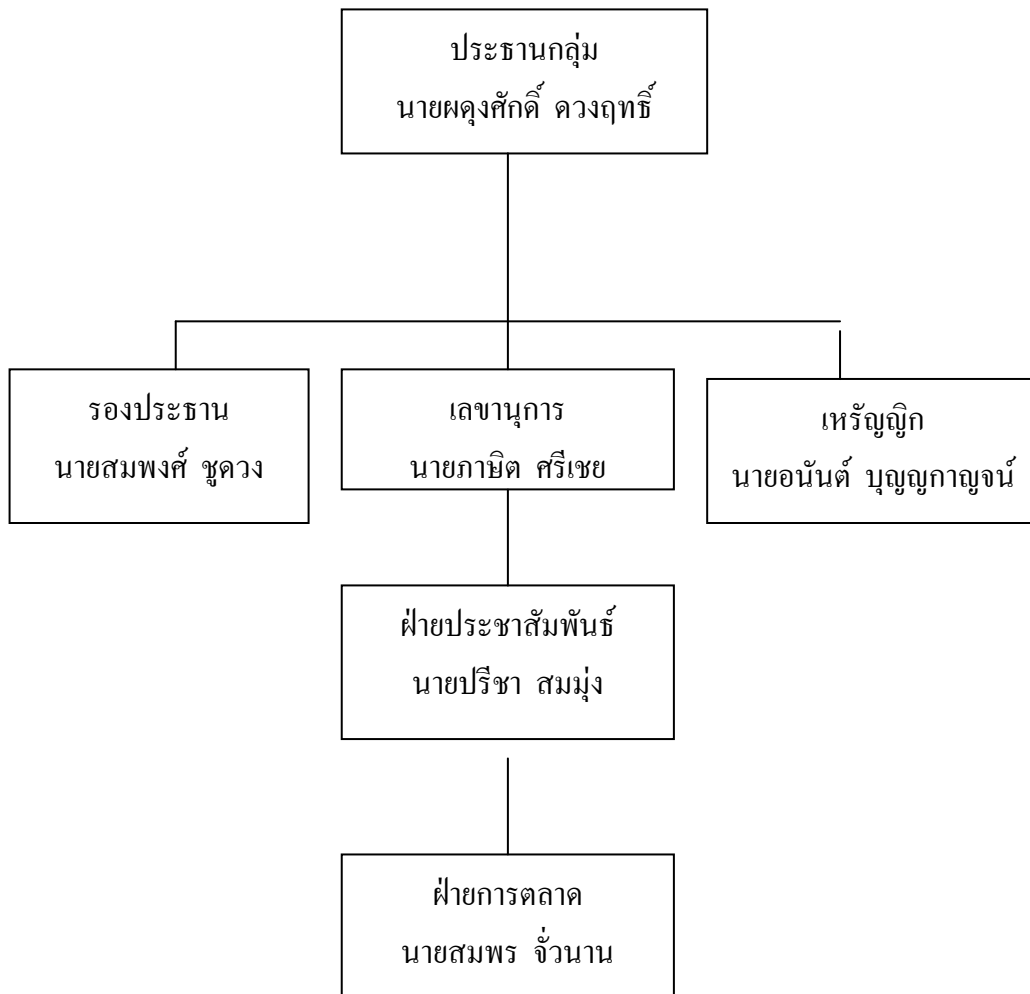 ประธานกลุ่ม
นายผดุงศักดิ์ ดวงฤทธิ์
รองประธาน
นายสมพงศ์ ชูดวง
เลขานุการ
นายภาษิต ศรีเชย
เหรัญญิก
นายอนันต์ บุญญกาญจน์
ฝ่ายประชาสัมพันธ์
นายปรีชา สมมุ่ง
ฝ่ายการตลาด
นายสมพร จั่วนาน